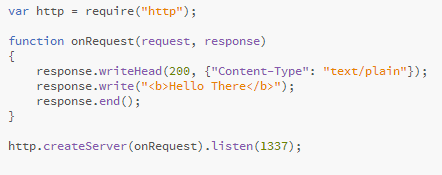 var http = require("http");
function onRequest(request, response)
{
response.writeHead(200, {"Content-Type": "text/plain"});
response.write("<b>Hello There</b>");
response.end();
}
http.createServer(onRequest).listen(1337);